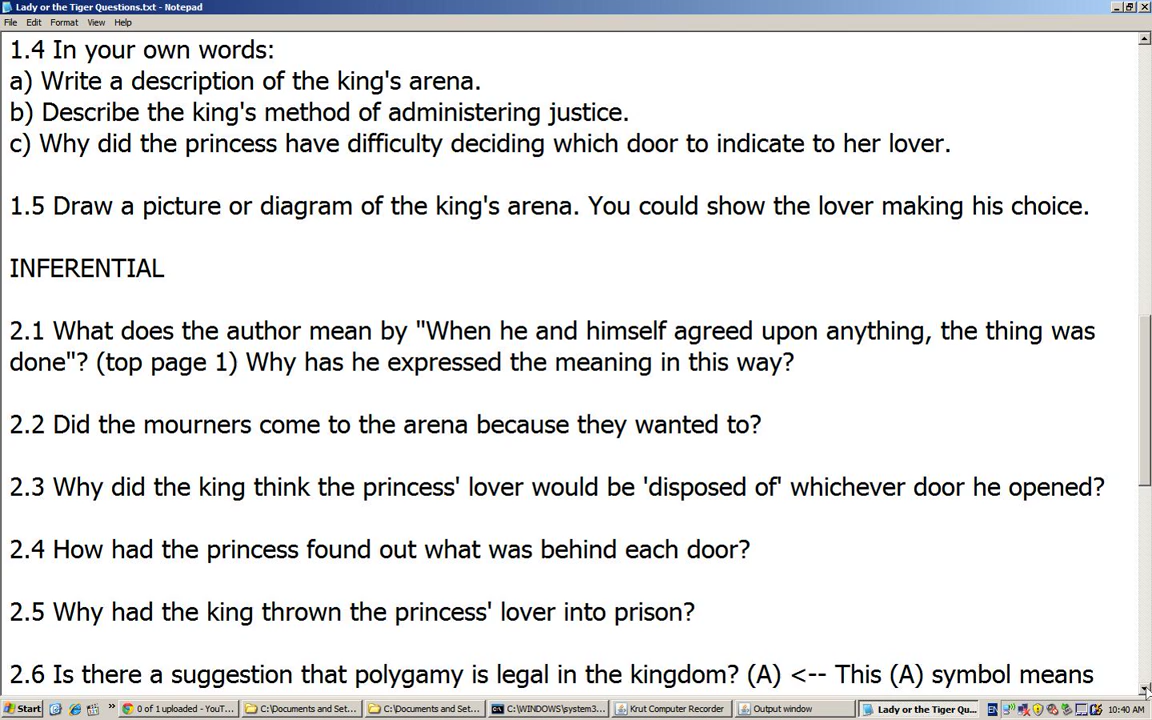 Lady or the Tiger Questions.txt - Notepad
File Edit Format View Help
1.4 In your own words:
a) Write a description of the king's arena.
b) Describe the king's method of administering justice.
c) Why did the princess have difficulty deciding which door to indicate to her lover.
1.5 Draw a picture or diagram of the king's arena. You could show the lover making his choice.
INFERENTIAL
2.1 What does the author mean by "When he and himself agreed upon anything, the thing was
done"? (top page 1) Why has he expressed the meaning in this way?
2.2 Did the mourners come to the arena because they wanted to?
2.3 Why did the king think the princess' lover would be 'disposed of' whichever door he opened?
2.4 How had the princess found out what was behind each door?
2.5 Why had the king thrown the princess' lover into prison?
2.6 Is there a suggestion that polygamy is legal in the kingdom? (A) <-- This (A) symbol means
Start » 0 of 1 uploaded - YouT... C:\Documents and Set... C:\Documents and Set... C:\WINDOWS\system3... Krut Computer Recorder Output window Lady or the Tiger Qu... EN 10:40 AM